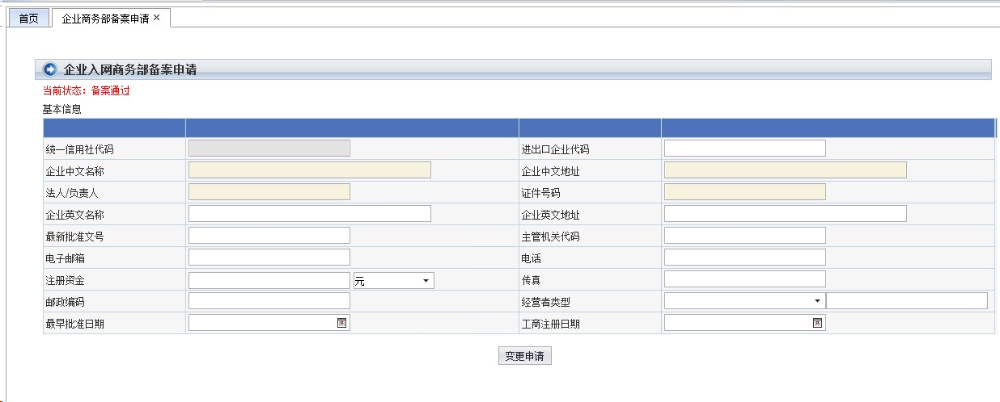 首页 企业商务部备案申请 ×
企业入网商务部备案申请
当前状态：备案通过
基本信息
统一信用社代码 进出口企业代码
企业中文名称 企业中文地址
法人/负责人 证件号码
企业英文名称 企业英文地址
最新批准文号 主管机关代码
电子邮箱 电话
注册资金 元 传真
邮政编码 经营者类型
最早批准日期 工商注册日期
变更申请